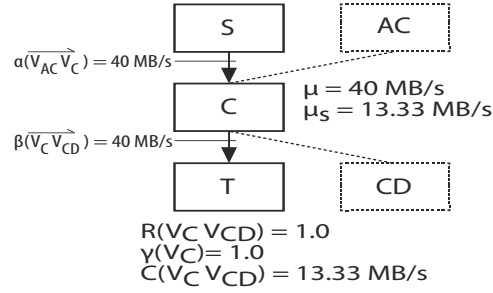 S
AC
α(V_AC V_C) = 40 MB/s
C
μ = 40 MB/s
μ_s = 13.33 MB/s
β(V_C V_CD) = 40 MB/s
T
CD
R(V_C V_CD) = 1.0
γ(V_C)= 1.0
C(V_C V_CD) = 13.33 MB/s